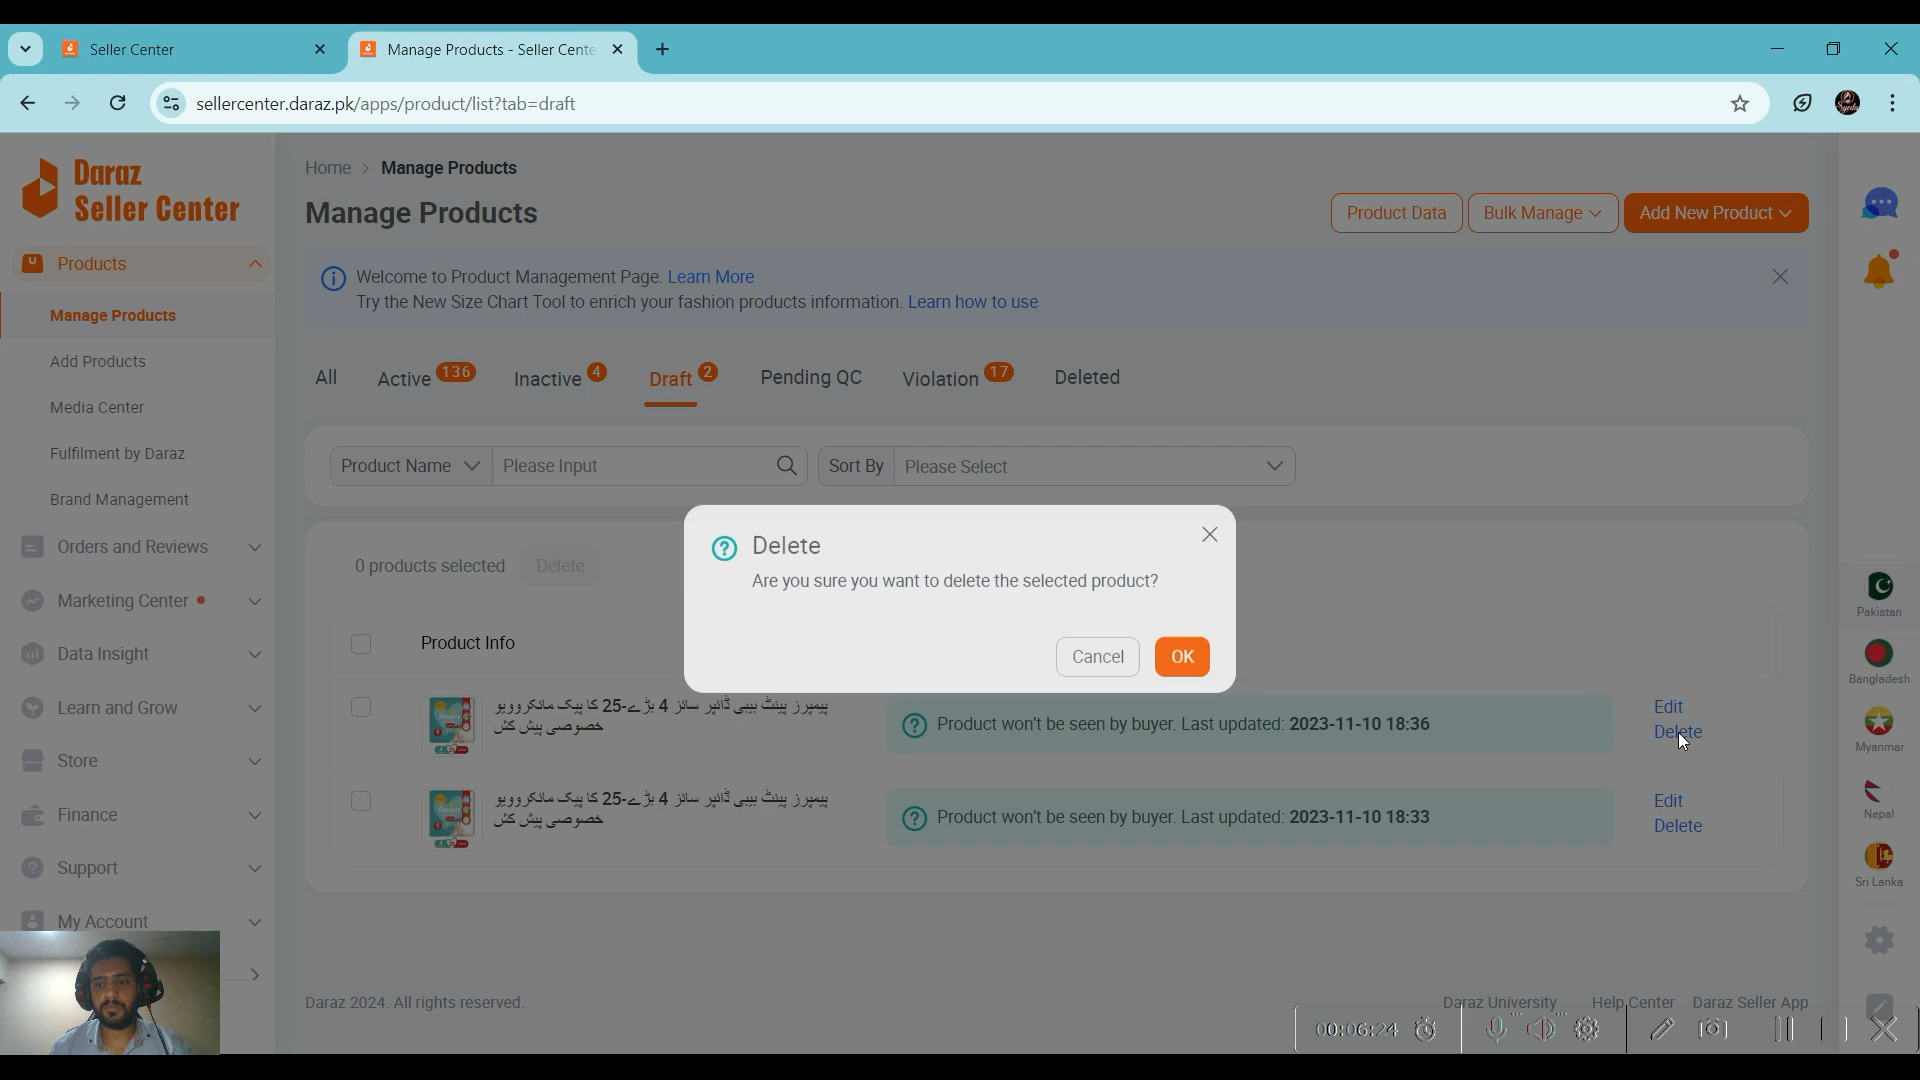 Seller Center
Manage Products - Seller Cente
sellercenter.daraz.pk/apps/product/list?tab=draft
Daraz
Seller Center
Home > Manage Products
Manage Products
Product Data
Bulk Manage
Add New Product
Products
Manage Products
Add Products
Media Center
Fulfilment by Daraz
Brand Management
Orders and Reviews
Marketing Center
Data Insight
Learn and Grow
Store
Finance
Support
My Account
Welcome to Product Management Page. Learn More
Try the New Size Chart Tool to enrich your fashion products information. Learn how to use
All
Active 136
Inactive 4
Draft 2
Pending QC
Violation 17
Deleted
Product Name
Please Input
Sort By
Please Select
0 products selected
Delete
Product Info
Delete
Are you sure you want to delete the selected product?
Cancel
OK
پیمپرز پینٹ بیبی ڈائپر سائز 4 بڑے-25 کا پیک مائکروویو
خصوصی پیش کش
Product won't be seen by buyer. Last updated: 2023-11-10 18:36
Edit
Delete
پیمپرز پینٹ بیبی ڈائپر سائز 4 بڑے-25 کا پیک مائکروویو
خصوصی پیش کش
Product won't be seen by buyer. Last updated: 2023-11-10 18:33
Edit
Delete
Pakistan
Bangladesh
Myanmar
Nepal
Sri Lanka
Daraz 2024. All rights reserved.
Daraz University
Help Center
Daraz Seller App
00:06:24